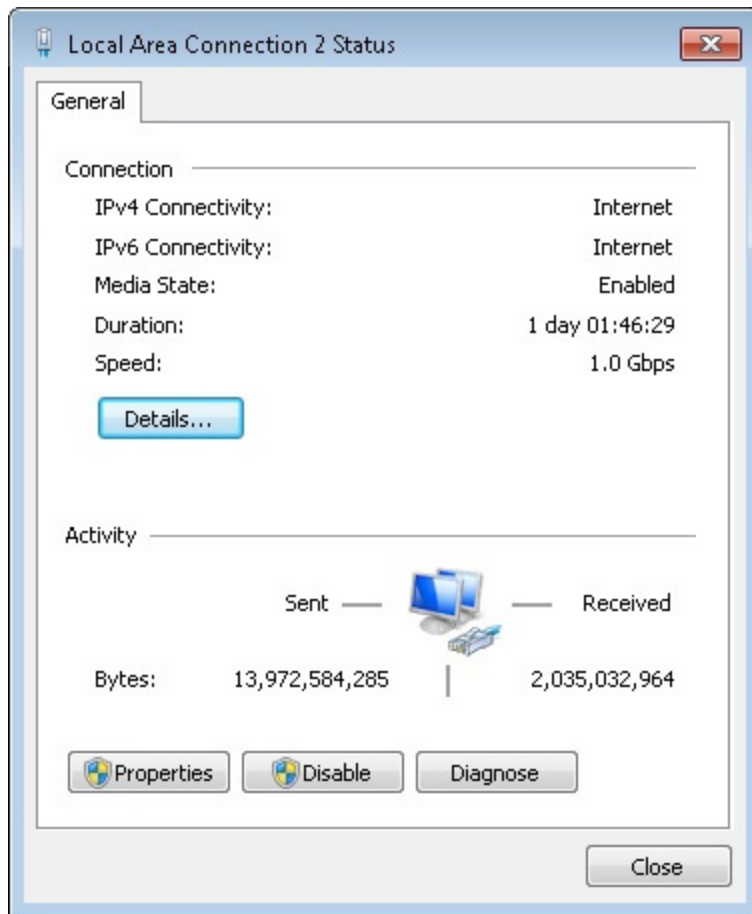 Local Area Connection 2 Status
General
Connection
IPv4 Connectivity: Internet
IPv6 Connectivity: Internet
Media State: Enabled
Duration: 1 day 01:46:29
Speed: 1.0 Gbps
Details...
Activity
Sent Received
Bytes: 13,972,584,285 2,035,032,964
Properties Disable Diagnose
Close